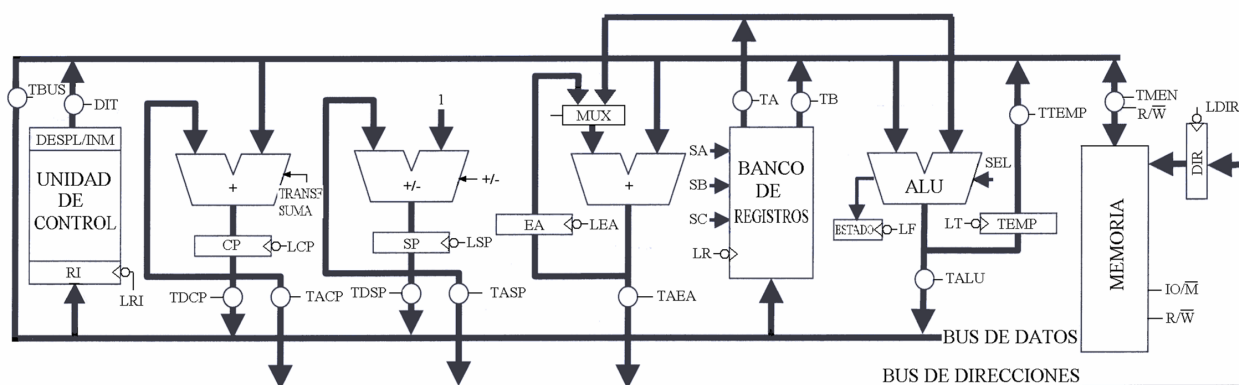 TBUS
DIT
DESPL/INM
UNIDAD
DE
CONTROL
RI
LRI
+
TRANSF
SUMA
CP
LCP
TDCP
TACP
1
+/-
+/-
SP
LSP
TDSP
TASP
MUX
+
EA
LEA
TAEA
TA
TB
SA
SB
SC
LR
BANCO
DE
REGISTROS
ALU
SEL
ESTADO
LF
LT
TEMP
TTEMP
TALU
TMEN
R/W̅
LDIR
DIR
MEMORIA
IO/M̅
R/W̅
BUS DE DATOS
BUS DE DIRECCIONES